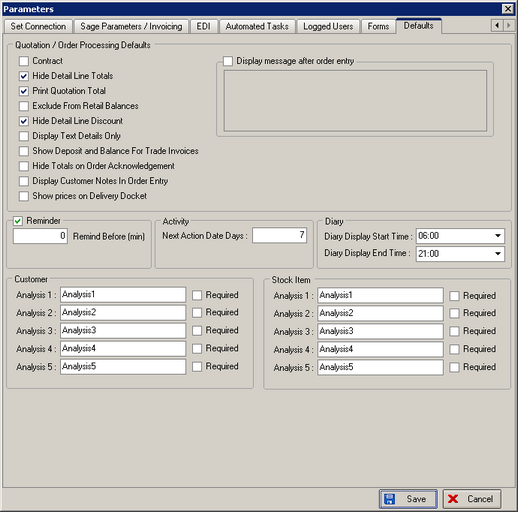 Parameters
Set Connection Sage Parameters / Invoicing EDI Automated Tasks Logged Users Forms Defaults
Quotation / Order Processing Defaults
Contract
Hide Detail Line Totals
Print Quotation Total
Exclude From Retail Balances
Hide Detail Line Discount
Display Text Details Only
Show Deposit and Balance For Trade Invoices
Hide Totals on Order Acknowledgement
Display Customer Notes In Order Entry
Show prices on Delivery Docket
Display message after order entry
Reminder
0 Remind Before (min)
Activity
Next Action Date Days : 7
Diary
Diary Display Start Time : 06:00
Diary Display End Time : 21:00
Customer
Analysis 1 : Analysis1 Required
Analysis 2 : Analysis2 Required
Analysis 3 : Analysis3 Required
Analysis 4 : Analysis4 Required
Analysis 5 : Analysis5 Required
Stock Item
Analysis 1 : Analysis1 Required
Analysis 2 : Analysis2 Required
Analysis 3 : Analysis3 Required
Analysis 4 : Analysis4 Required
Analysis 5 : Analysis5 Required
Save Cancel